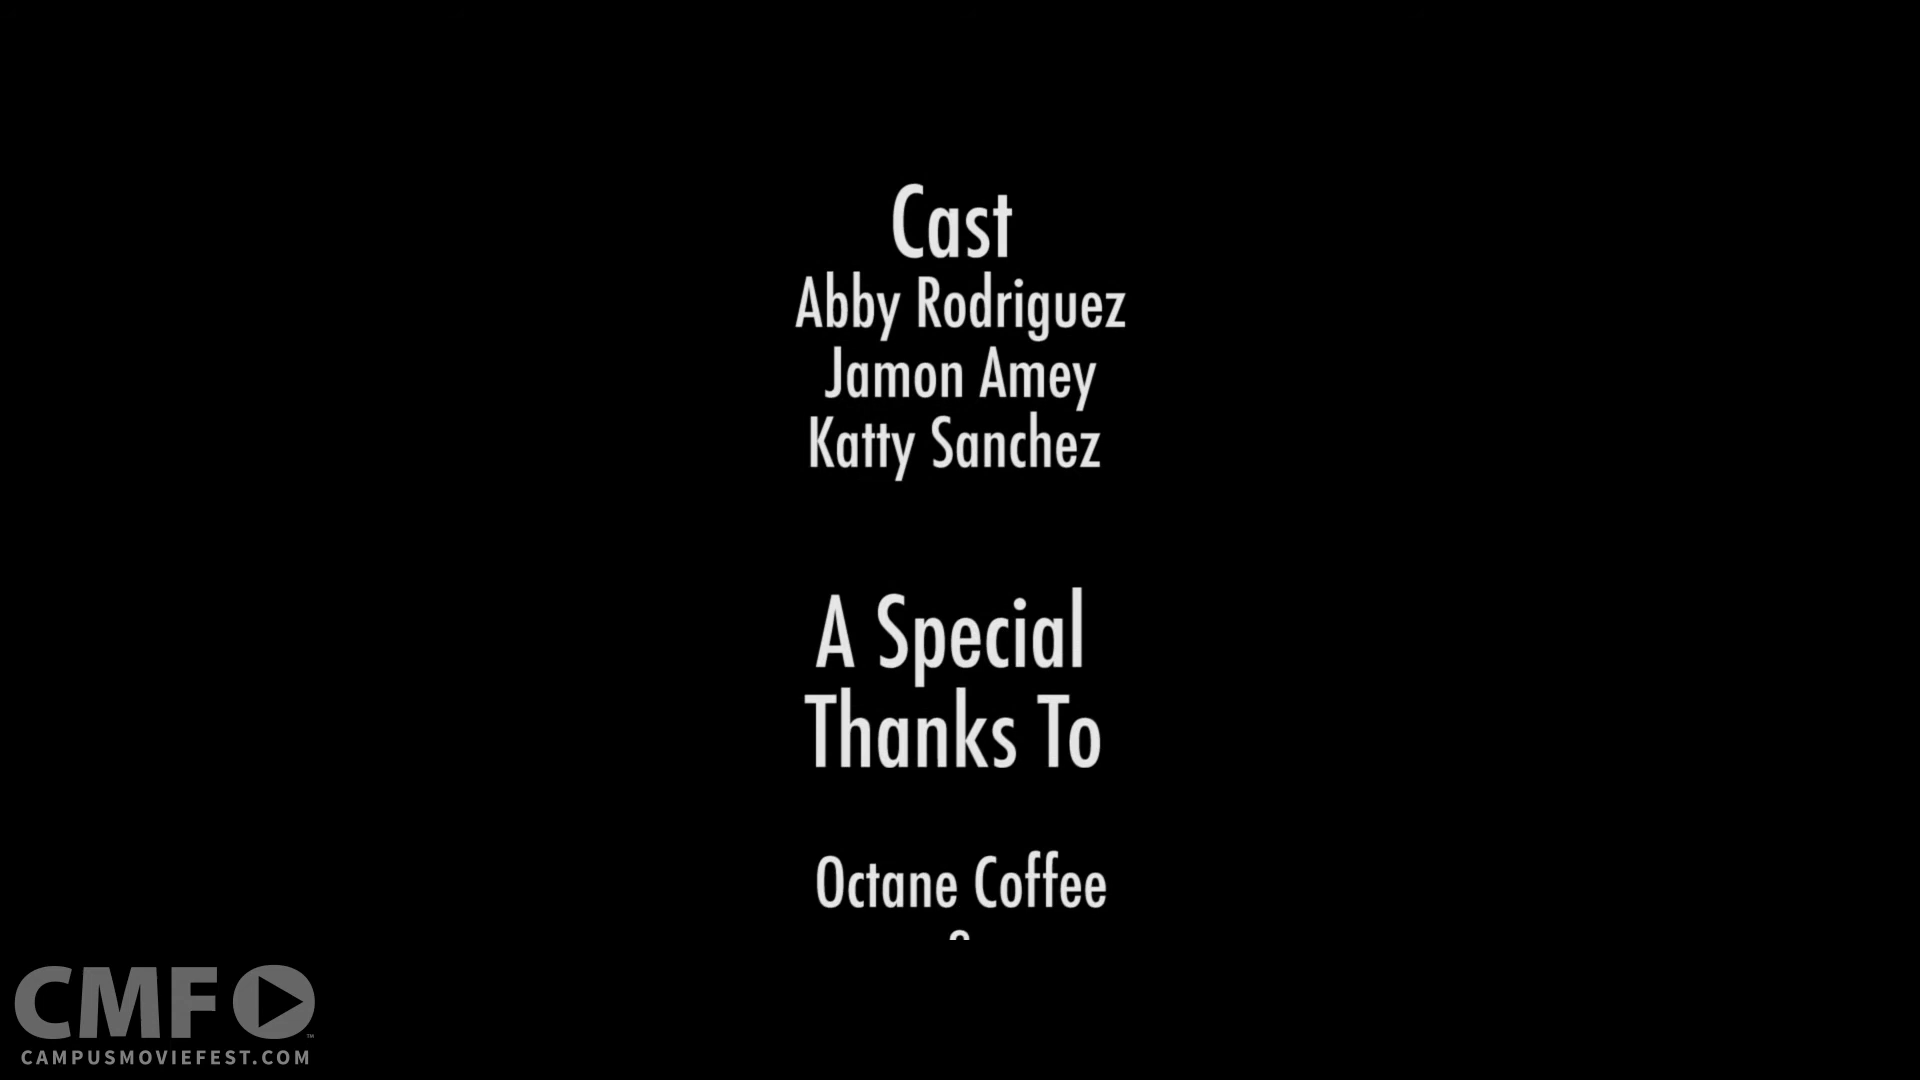 Cast
Abby Rodriguez
Jamon Amey
Katty Sanchez
A Special
Thanks To
Octane Coffee
CMF
CAMPUSMOVIEFEST.COM